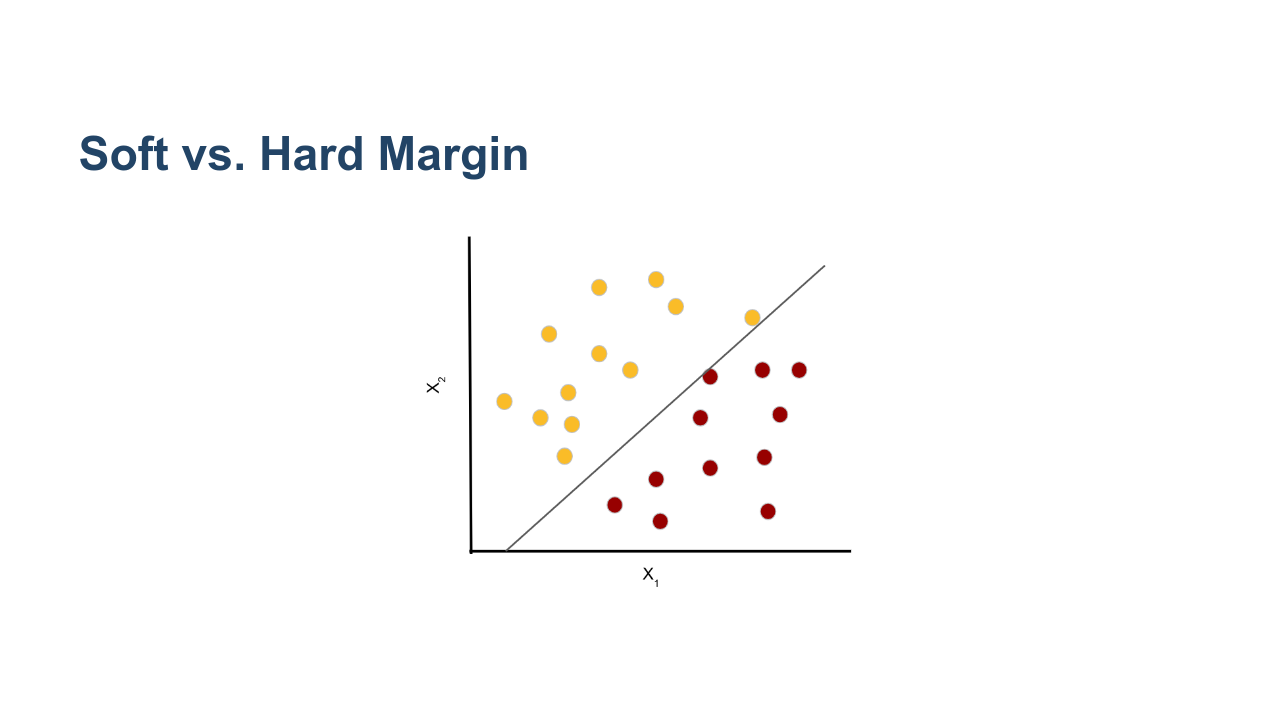 Soft vs. Hard Margin
X₂
X₁